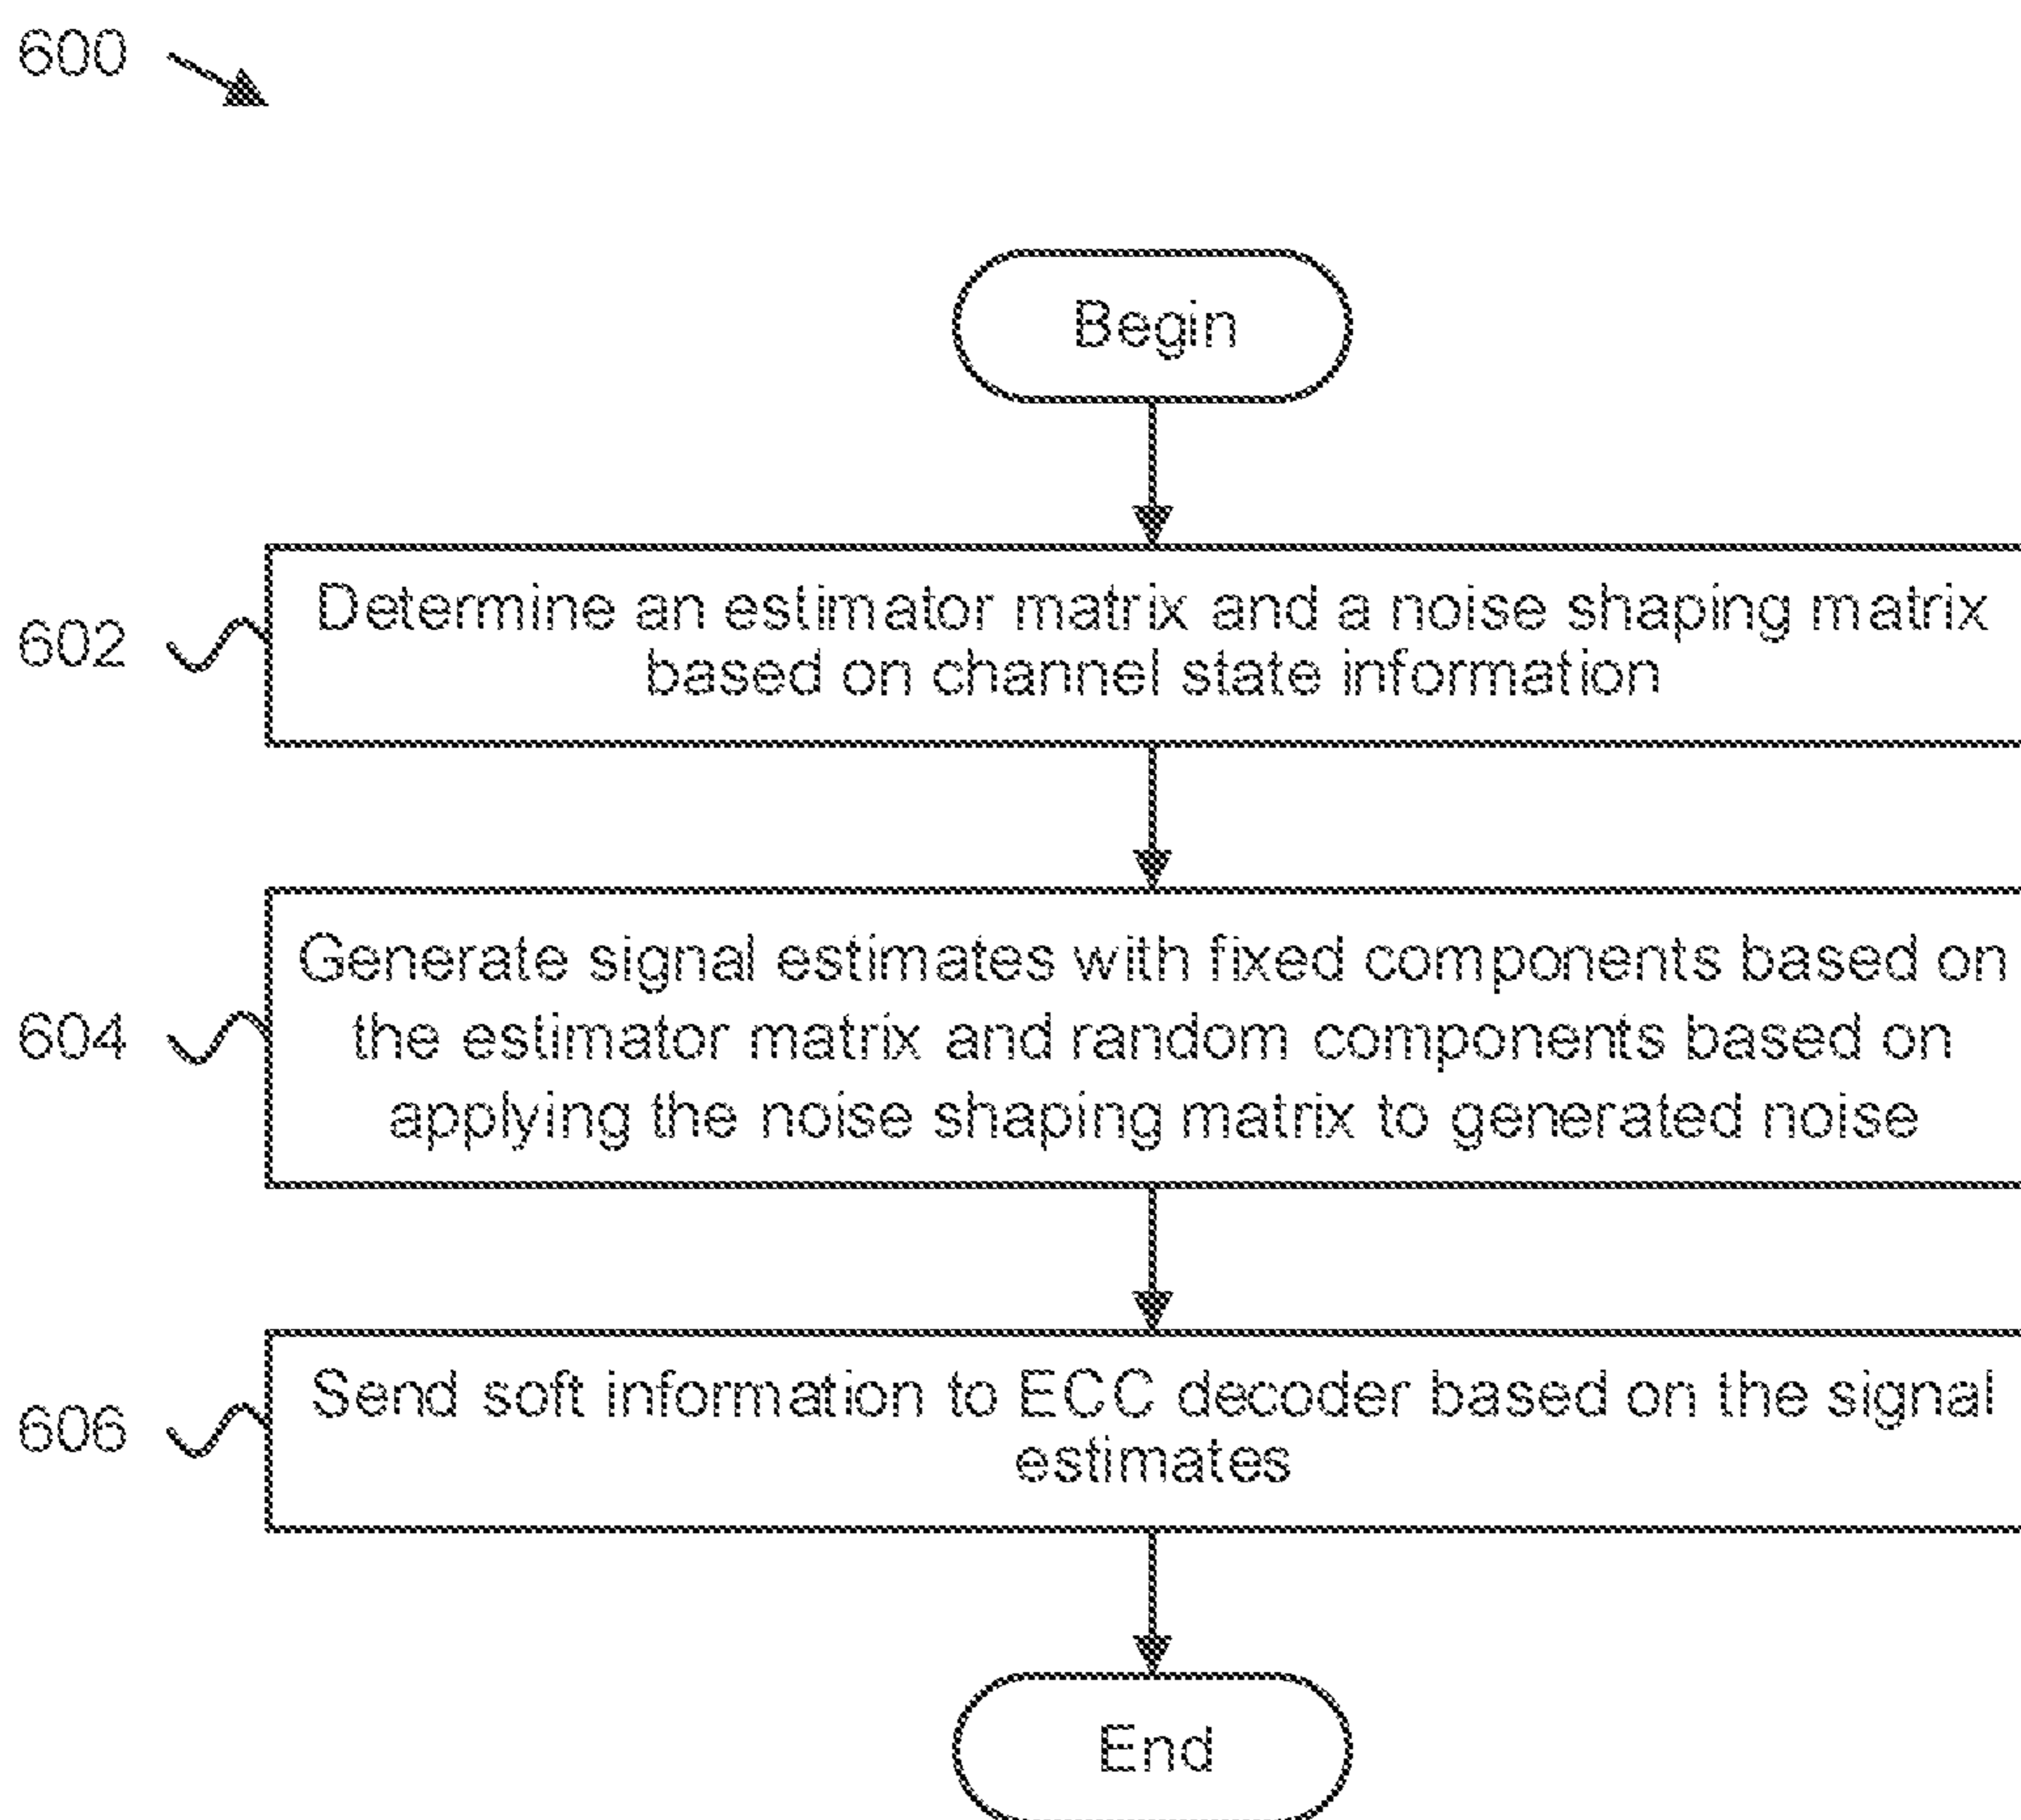 600
Begin
602
Determine an estimator matrix and a noise shaping matrix
based on channel state information
604
Generate signal estimates with fixed components based on
the estimator matrix and random components based on
applying the noise shaping matrix to generated noise
606
Send soft information to ECC decoder based on the signal
estimates
End